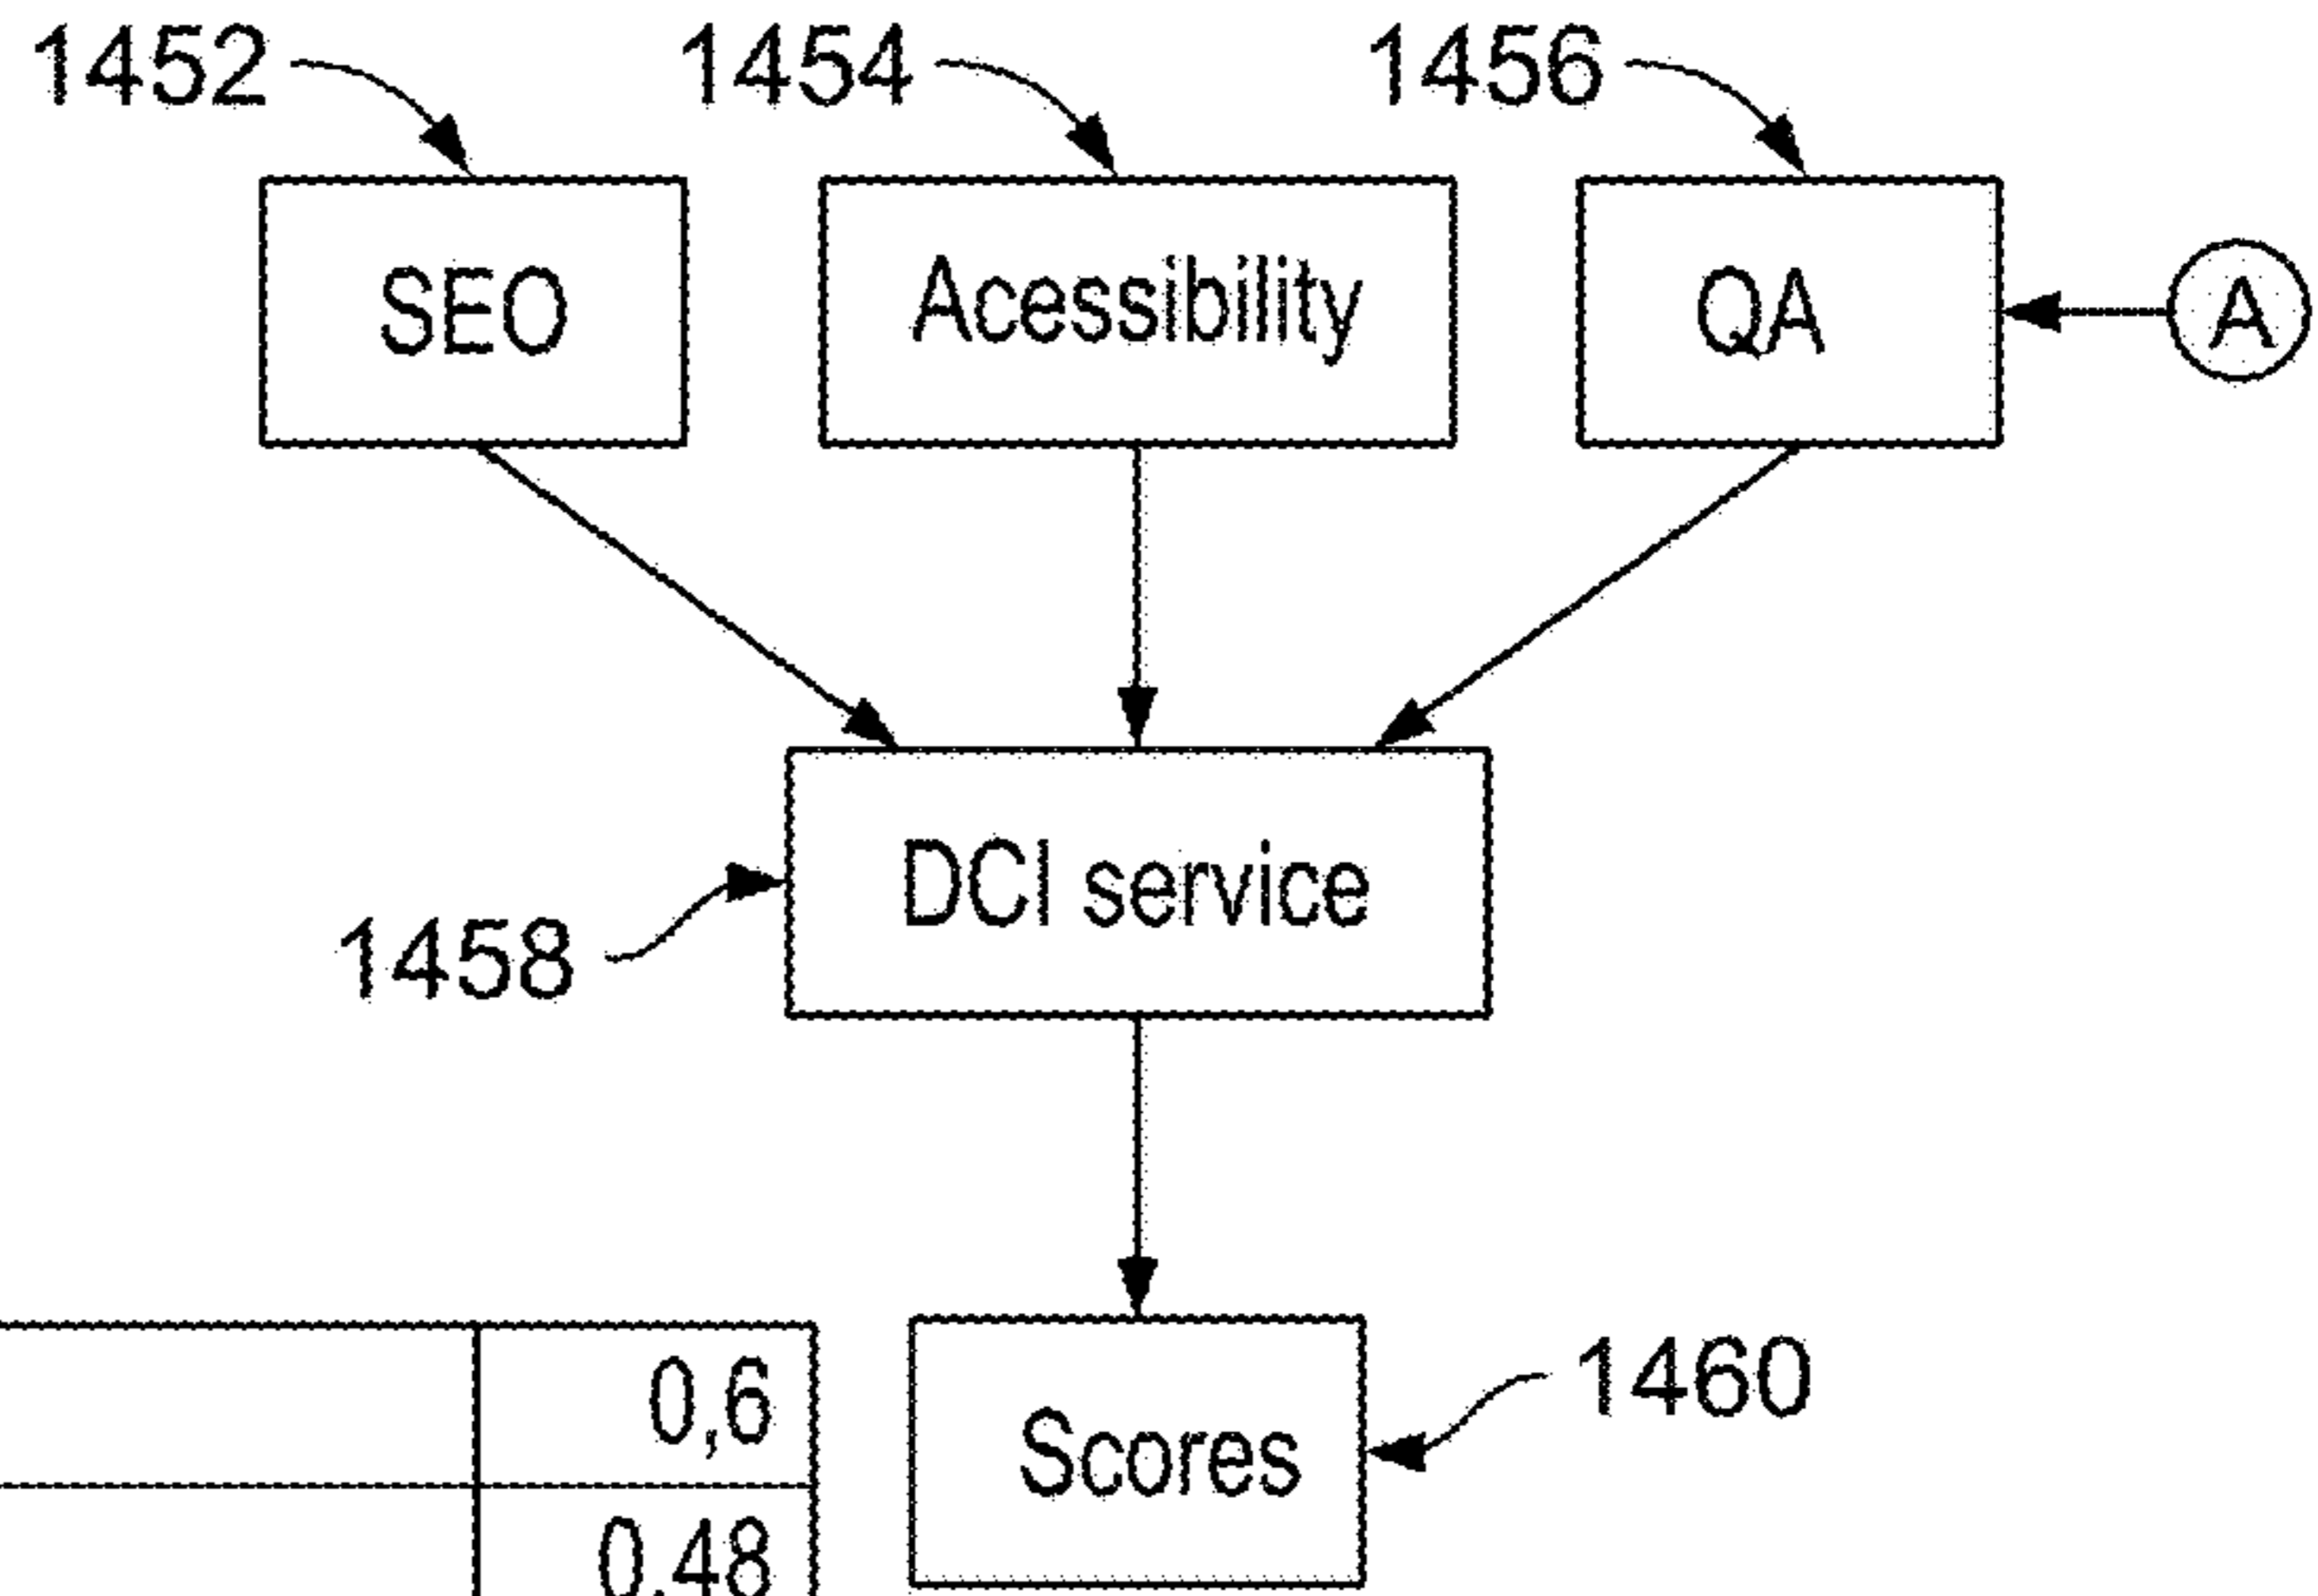 1452
1454
1456
SEO
Acessibility
QA
A
DCI service
1458
0,6
Scores
1460
0,48